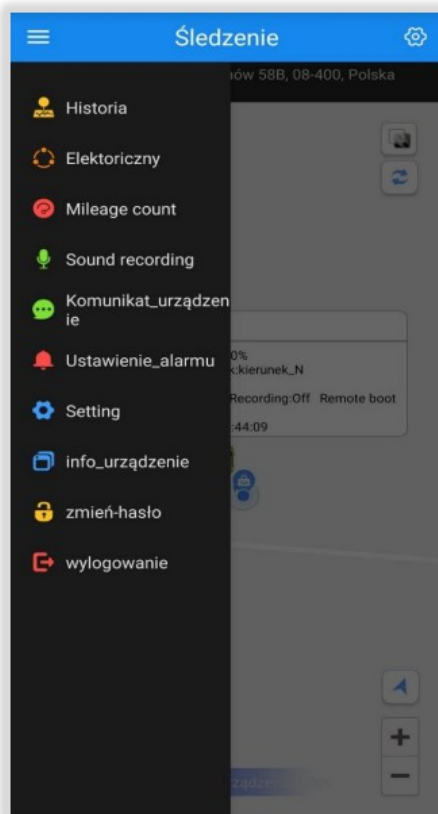 Śledzenie
ów 58B, 08-400, Polska
Historia
Elektoriczny
Mileage count
Sound recording
Komunikat_urządzen
ie
Ustawienie_alarmu
0%
k:kierunek_N
Setting
Recording:Off Remote boot
:44:09
info_urządzenie
zmień-hasło
wylogowanie